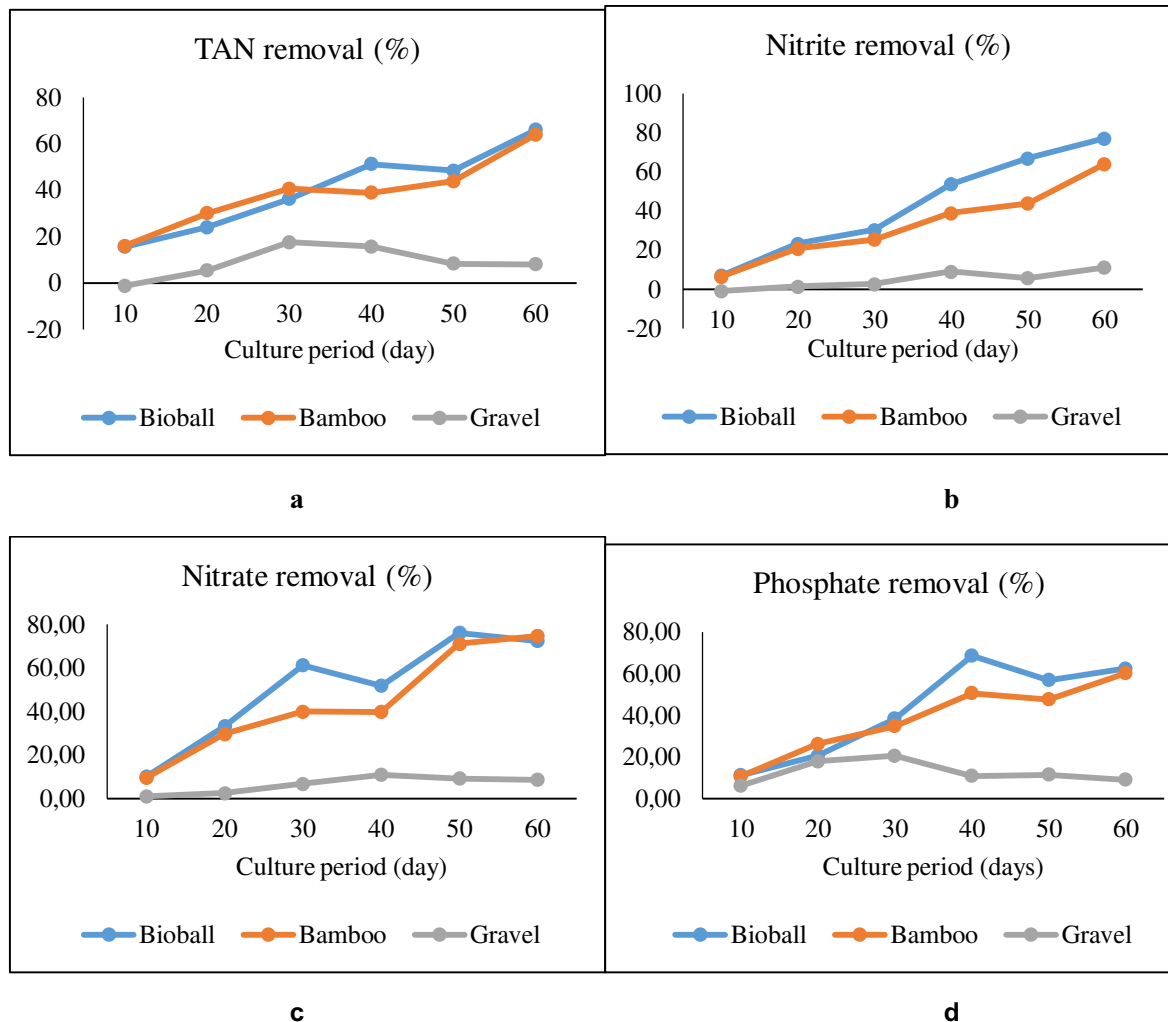 TAN removal (%)
80
60
40
20
0
-20
10 20 30 40 50 60
Culture period (day)
Bioball Bamboo Gravel
a
Nitrite removal (%)
100
80
60
40
20
0
-20
10 20 30 40 50 60
Culture period (day)
Bioball Bamboo Gravel
b
Nitrate removal (%)
80,00
60,00
40,00
20,00
0,00
10 20 30 40 50 60
Culture period (day)
Bioball Bamboo Gravel
c
Phosphate removal (%)
80,00
60,00
40,00
20,00
0,00
10 20 30 40 50 60
Culture period (days)
Bioball Bamboo Gravel
d